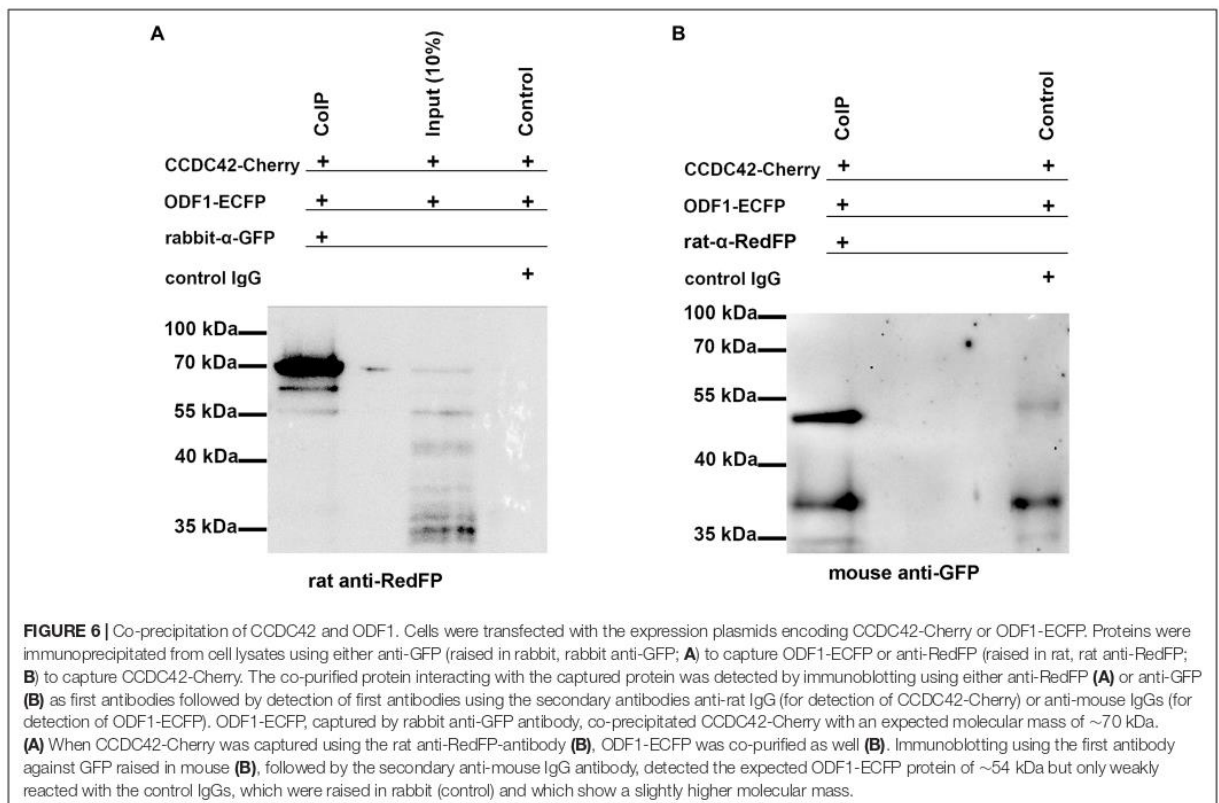 A
CoIP
Input (10%)
Control
CCDC42-Cherry + + +
ODF1-ECFP + + +
rabbit-α-GFP +
control IgG +
100 kDa
70 kDa
55 kDa
40 kDa
35 kDa
rat anti-RedFP
B
CoIP
Control
CCDC42-Cherry + +
ODF1-ECFP + +
rat-α-RedFP +
control IgG +
100 kDa
70 kDa
55 kDa
40 kDa
35 kDa
mouse anti-GFP
FIGURE 6 | Co-precipitation of CCDC42 and ODF1. Cells were transfected with the expression plasmids encoding CCDC42-Cherry or ODF1-ECFP. Proteins were
immunoprecipitated from cell lysates using either anti-GFP (raised in rabbit, rabbit anti-GFP; A) to capture ODF1-ECFP or anti-RedFP (raised in rat, rat anti-RedFP;
B) to capture CCDC42-Cherry. The co-purified protein interacting with the captured protein was detected by immunoblotting using either anti-RedFP (A) or anti-GFP
(B) as first antibodies followed by detection of first antibodies using the secondary antibodies anti-rat IgG (for detection of CCDC42-Cherry) or anti-mouse IgGs (for
detection of ODF1-ECFP). ODF1-ECFP, captured by rabbit anti-GFP antibody, co-precipitated CCDC42-Cherry with an expected molecular mass of ~70 kDa.
(A) When CCDC42-Cherry was captured using the rat anti-RedFP-antibody (B), ODF1-ECFP was co-purified as well (B). Immunoblotting using the first antibody
against GFP raised in mouse (B), followed by the secondary anti-mouse IgG antibody, detected the expected ODF1-ECFP protein of ~54 kDa but only weakly
reacted with the control IgGs, which were raised in rabbit (control) and which show a slightly higher molecular mass.